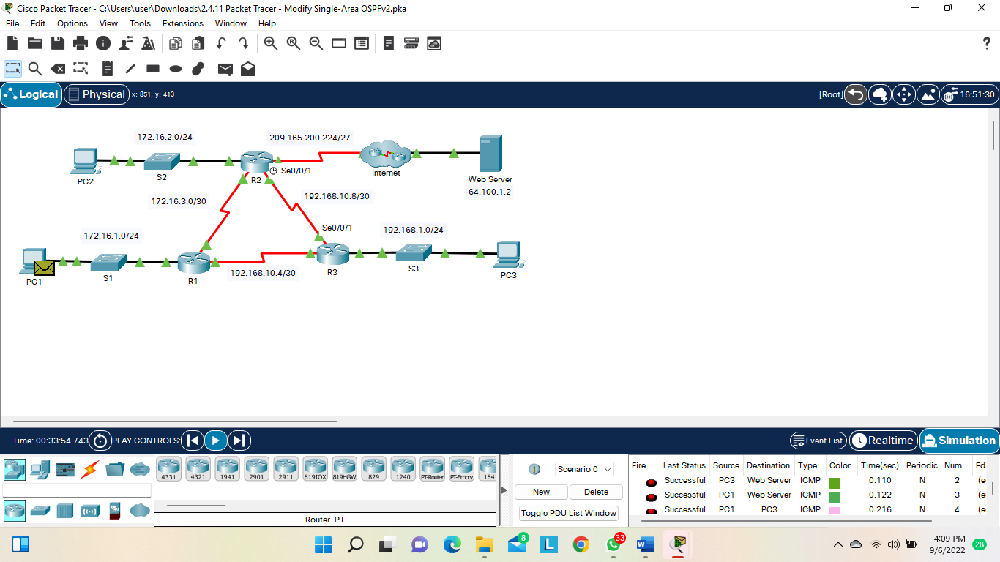 Cisco Packet Tracer - C:\Users\user\Downloads\2.4.11 Packet Tracer - Modify Single-Area OSPFv2.pka
File Edit Options View Tools Extensions Window Help
Logical Physical x: 851, y: 413 [Root] 16:51:30
172.16.2.0/24
209.165.200.224/27
PC2
S2
R2
Se0/0/1
Internet
Web Server
64.100.1.2
172.16.3.0/30
192.168.10.8/30
172.16.1.0/24
Se0/0/1
192.168.1.0/24
PC1
S1
R1
192.168.10.4/30
R3
S3
PC3
Time: 00:33:54.743 PLAY CONTROLS: Event List Realtime Simulation
4331 4321 1941 2901 2911 819IOX 819HGW 829 1240 PT-Router PT-Empty 184
Router-PT
Scenario 0
New Delete
Toggle PDU List Window
Fire Last Status Source Destination Type Color Time(sec) Periodic Num Ed
Successful PC3 Web Server ICMP 0.110 N 2 (e
Successful PC1 Web Server ICMP 0.122 N 3 (e
Successful PC1 PC3 ICMP 0.216 N 4 (e
8
L
33
W
4:09 PM
9/6/2022
28